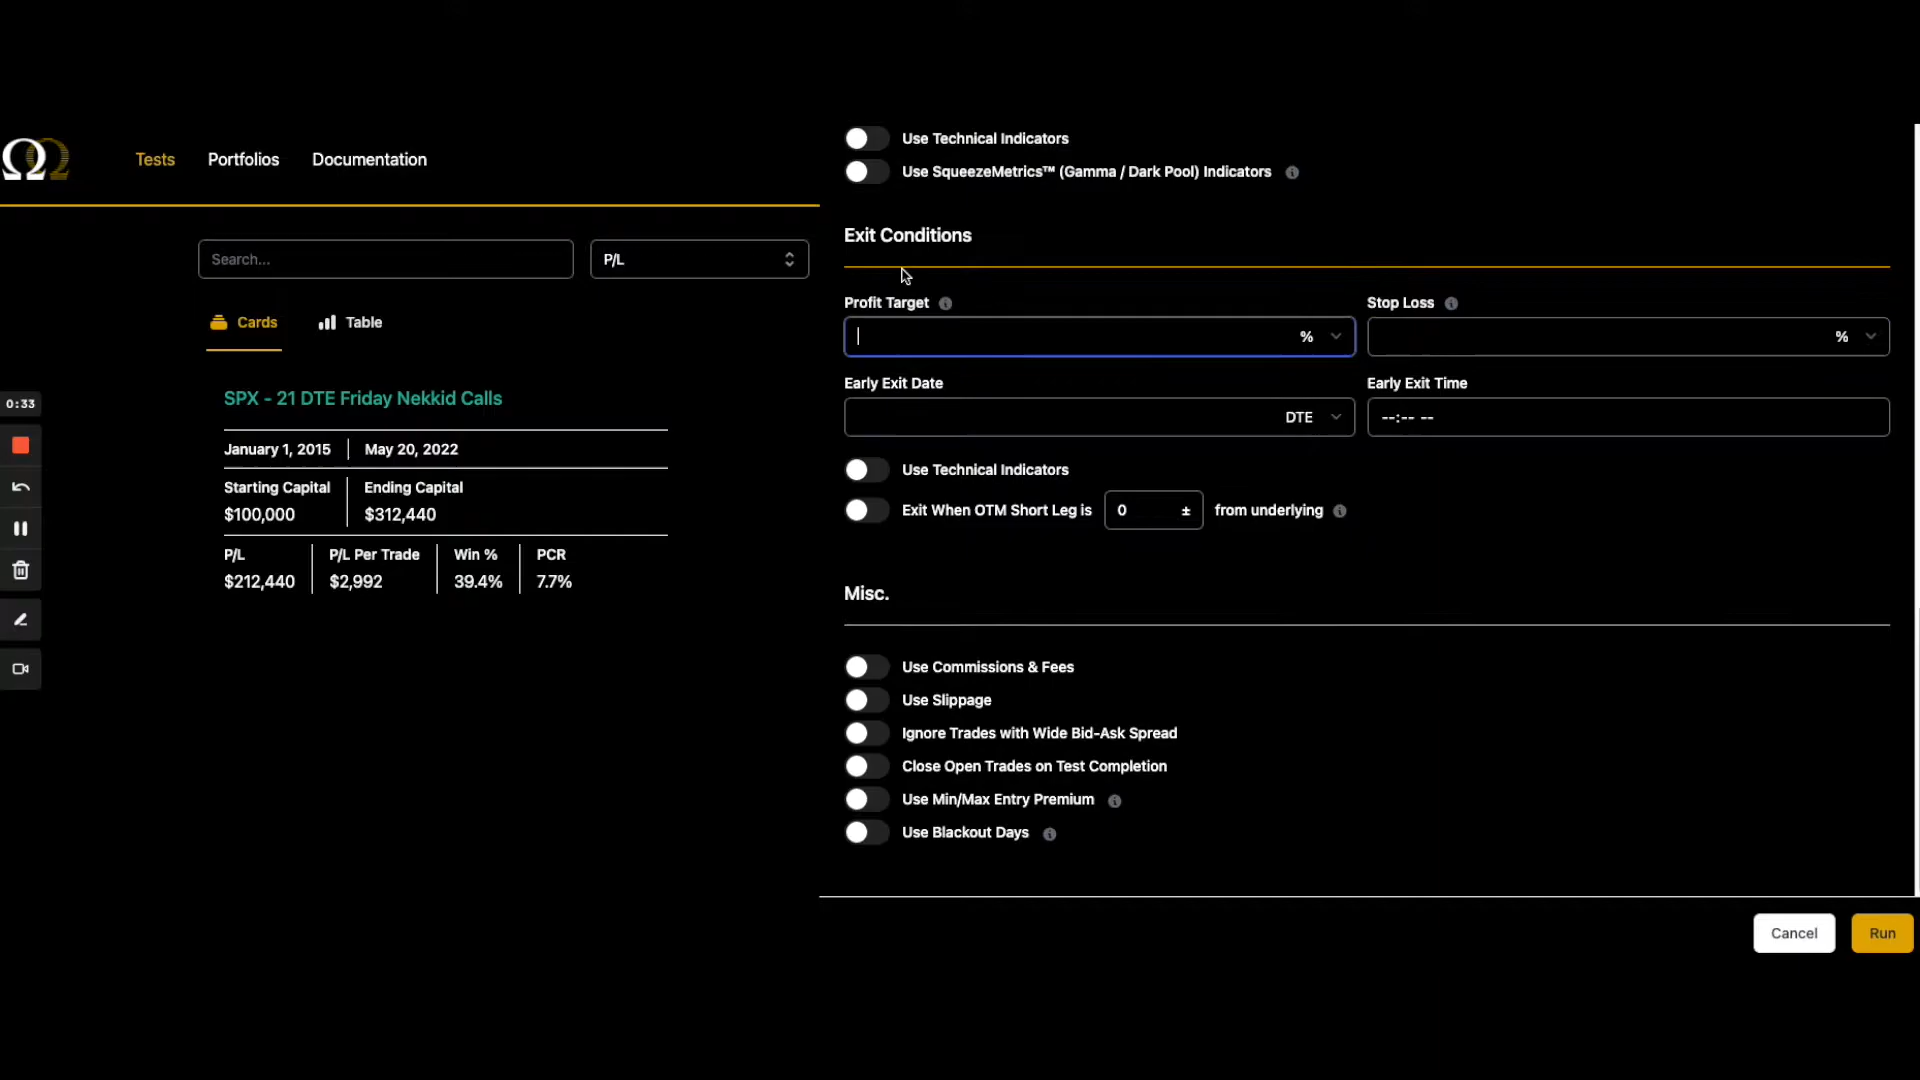 Tests Portfolios Documentation
Search...
P/L
Cards Table
SPX - 21 DTE Friday Nekkid Calls
January 1, 2015 May 20, 2022
Starting Capital Ending Capital
$100,000 $312,440
P/L P/L Per Trade Win % PCR
$212,440 $2,992 39.4% 7.7%
0:33
Use Technical Indicators
Use SqueezeMetrics™ (Gamma / Dark Pool) Indicators
Exit Conditions
Profit Target Stop Loss
% %
Early Exit Date Early Exit Time
DTE --:-- --
Use Technical Indicators
Exit When OTM Short Leg is 0 ± from underlying
Misc.
Use Commissions & Fees
Use Slippage
Ignore Trades with Wide Bid-Ask Spread
Close Open Trades on Test Completion
Use Min/Max Entry Premium
Use Blackout Days
Cancel Run